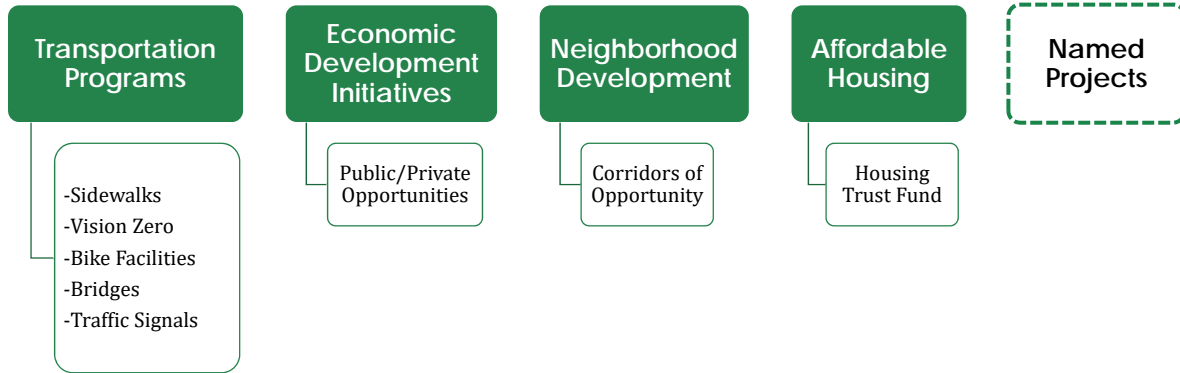 Transportation
Programs
-Sidewalks
-Vision Zero
-Bike Facilities
-Bridges
-Traffic Signals
Economic
Development
Initiatives
Public/Private
Opportunities
Neighborhood
Development
Corridors of
Opportunity
Affordable
Housing
Housing
Trust Fund
Named
Projects